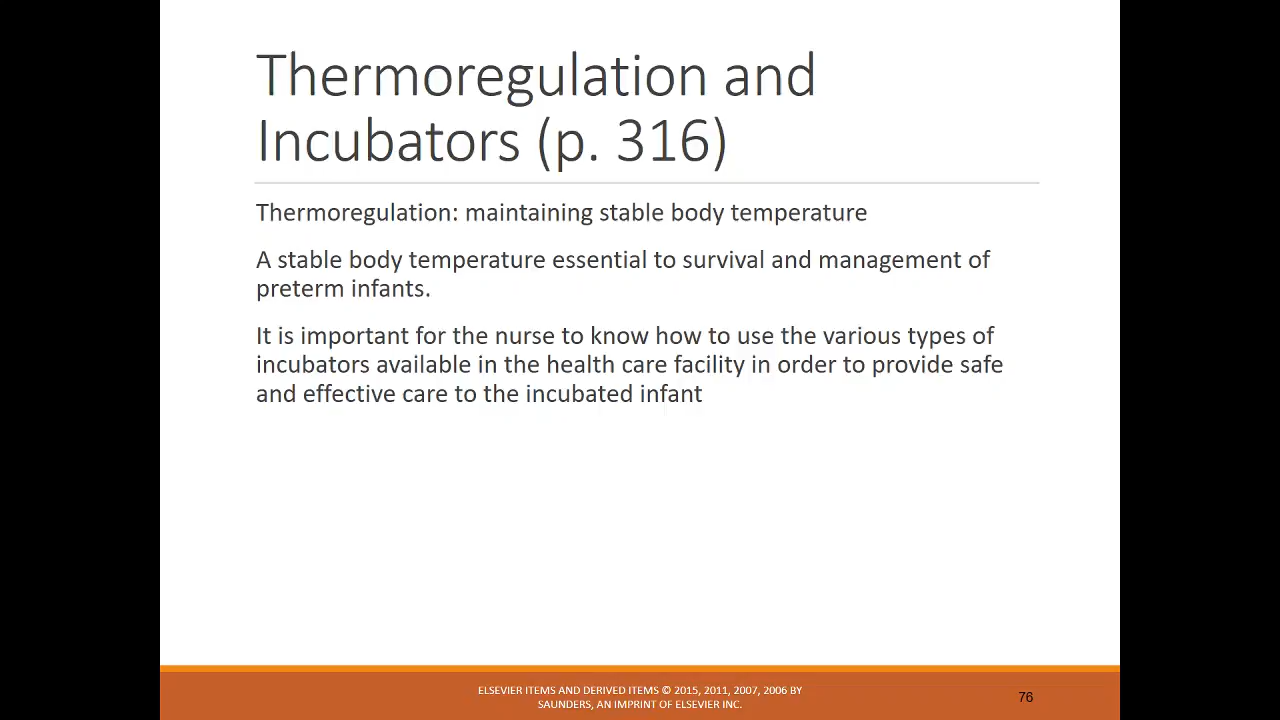 Thermoregulation and
Incubators (p. 316)
Thermoregulation: maintaining stable body temperature
A stable body temperature essential to survival and management of
preterm infants.
It is important for the nurse to know how to use the various types of
incubators available in the health care facility in order to provide safe
and effective care to the incubated infant
ELSEVIER ITEMS AND DERIVED ITEMS © 2015, 2011, 2007, 2006 BY
SAUNDERS, AN IMPRINT OF ELSEVIER INC.
76